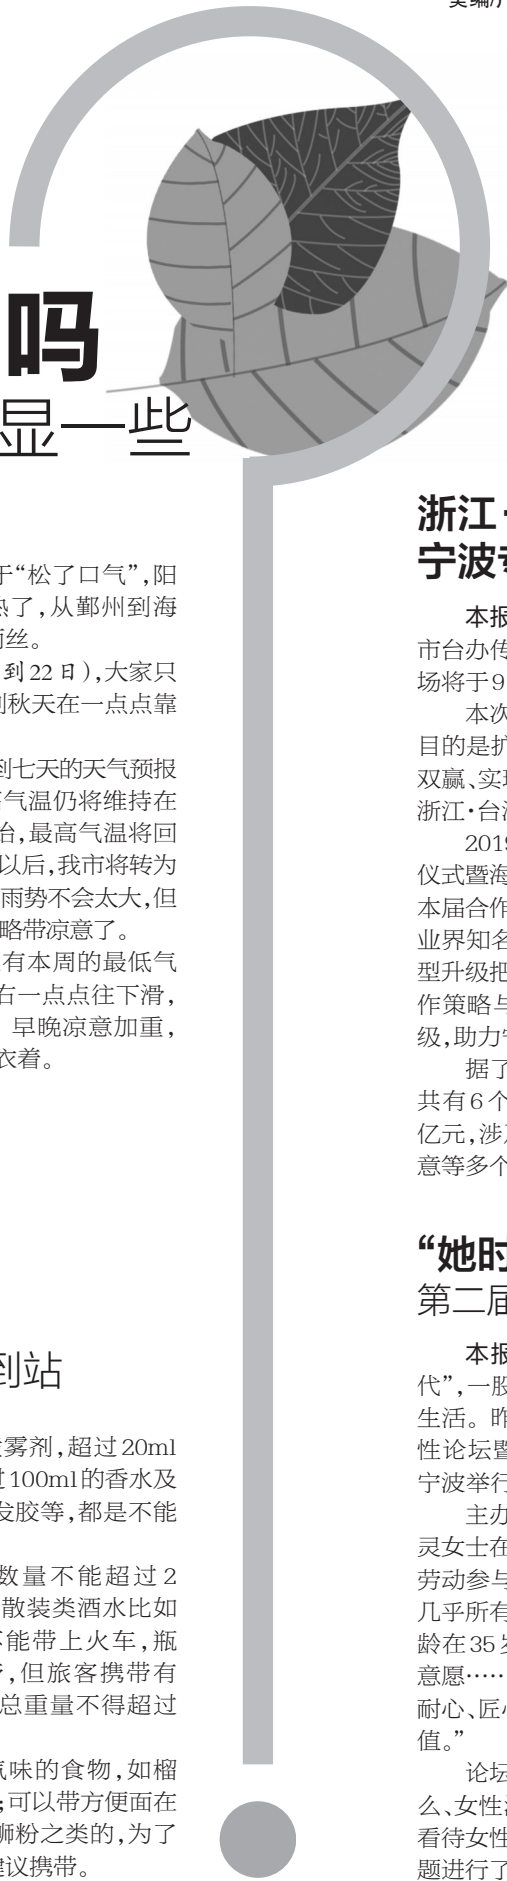 吗
显一些
“松了口气”,阳
热了,从鄞州到海
雨丝。
到22日),大家只
到秋天在一点点靠
到七天的天气预报
气温仍将维持在
台,最高气温将回
以后,我市将转为
雨势不会太大,但
略带凉意了。
有本周的最低气
右一点点往下滑,
早晚凉意加重,
衣着。
到站
雾剂,超过20ml
过100ml的香水及
发胶等,都是不能
数量不能超过2
散装类酒水比如
不能带上火车,瓶
,但旅客携带有
总重量不得超过
气味的食物,如榴
;可以带方便面在
狮粉之类的,为了
建议携带。
浙江·
宁波专
本报
市台办传
场将于9
本次
目的是扩
双赢、实现
浙江·台湾
2019
仪式暨海
本届合作
业界知名
型升级把
作策略与
级,助力宁
据了
共有6个
亿元,涉及
意等多个
“她时
第二届
本报
代”,一股
生活。昨
性论坛暨
宁波举行
主办
灵女士在
劳动参与
几乎所有
龄在35岁
意愿……
耐心、匠心
值。”
论坛
么、女性
看待女性
题进行了